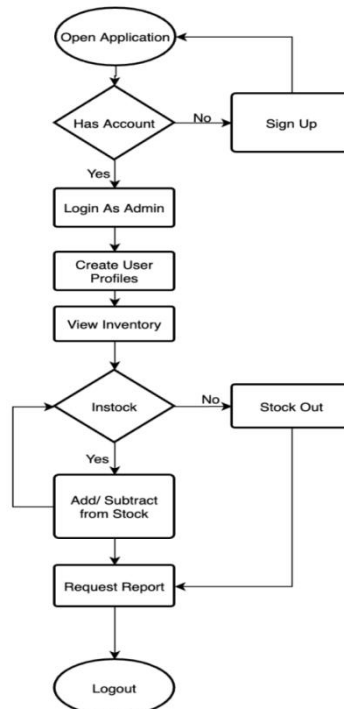 Open Application
Has Account
No
Sign Up
Yes
Login As Admin
Create User
Profiles
View Inventory
Instock
No
Stock Out
Yes
Add/ Subtract
from Stock
Request Report
Logout